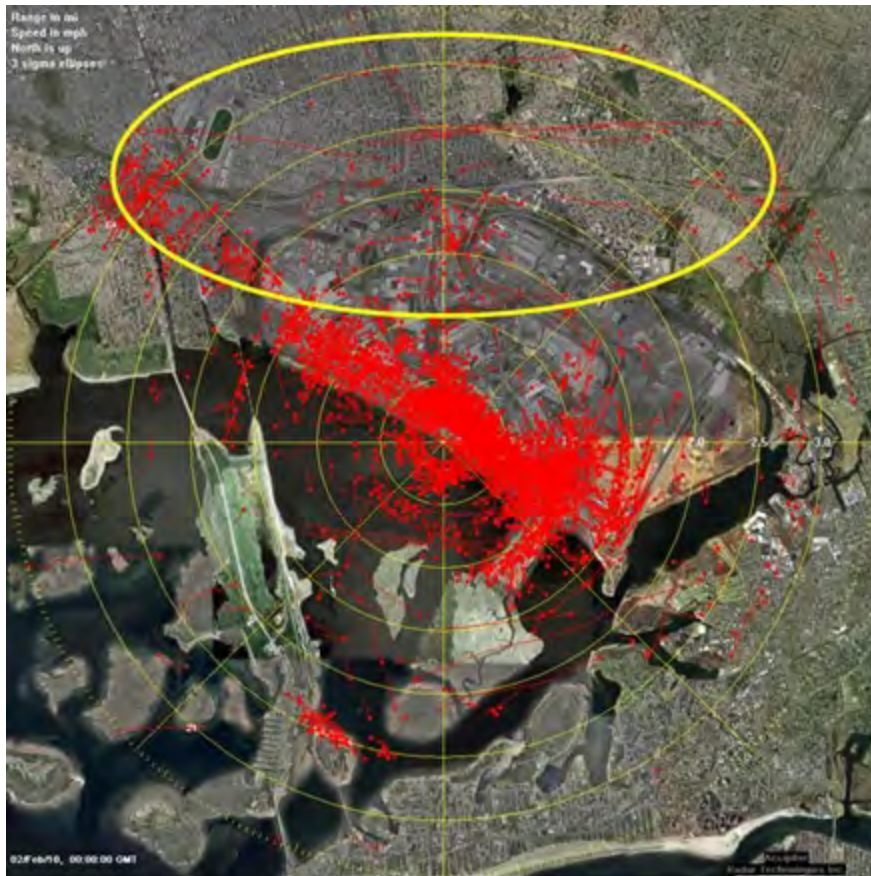 Range in mi
Speed in mph
North is up
3 sigma ellipses
2.0 2.5 3.0
02/Feb/10, 00:00:00 GMT
Accipiter
Radar Technologies Inc